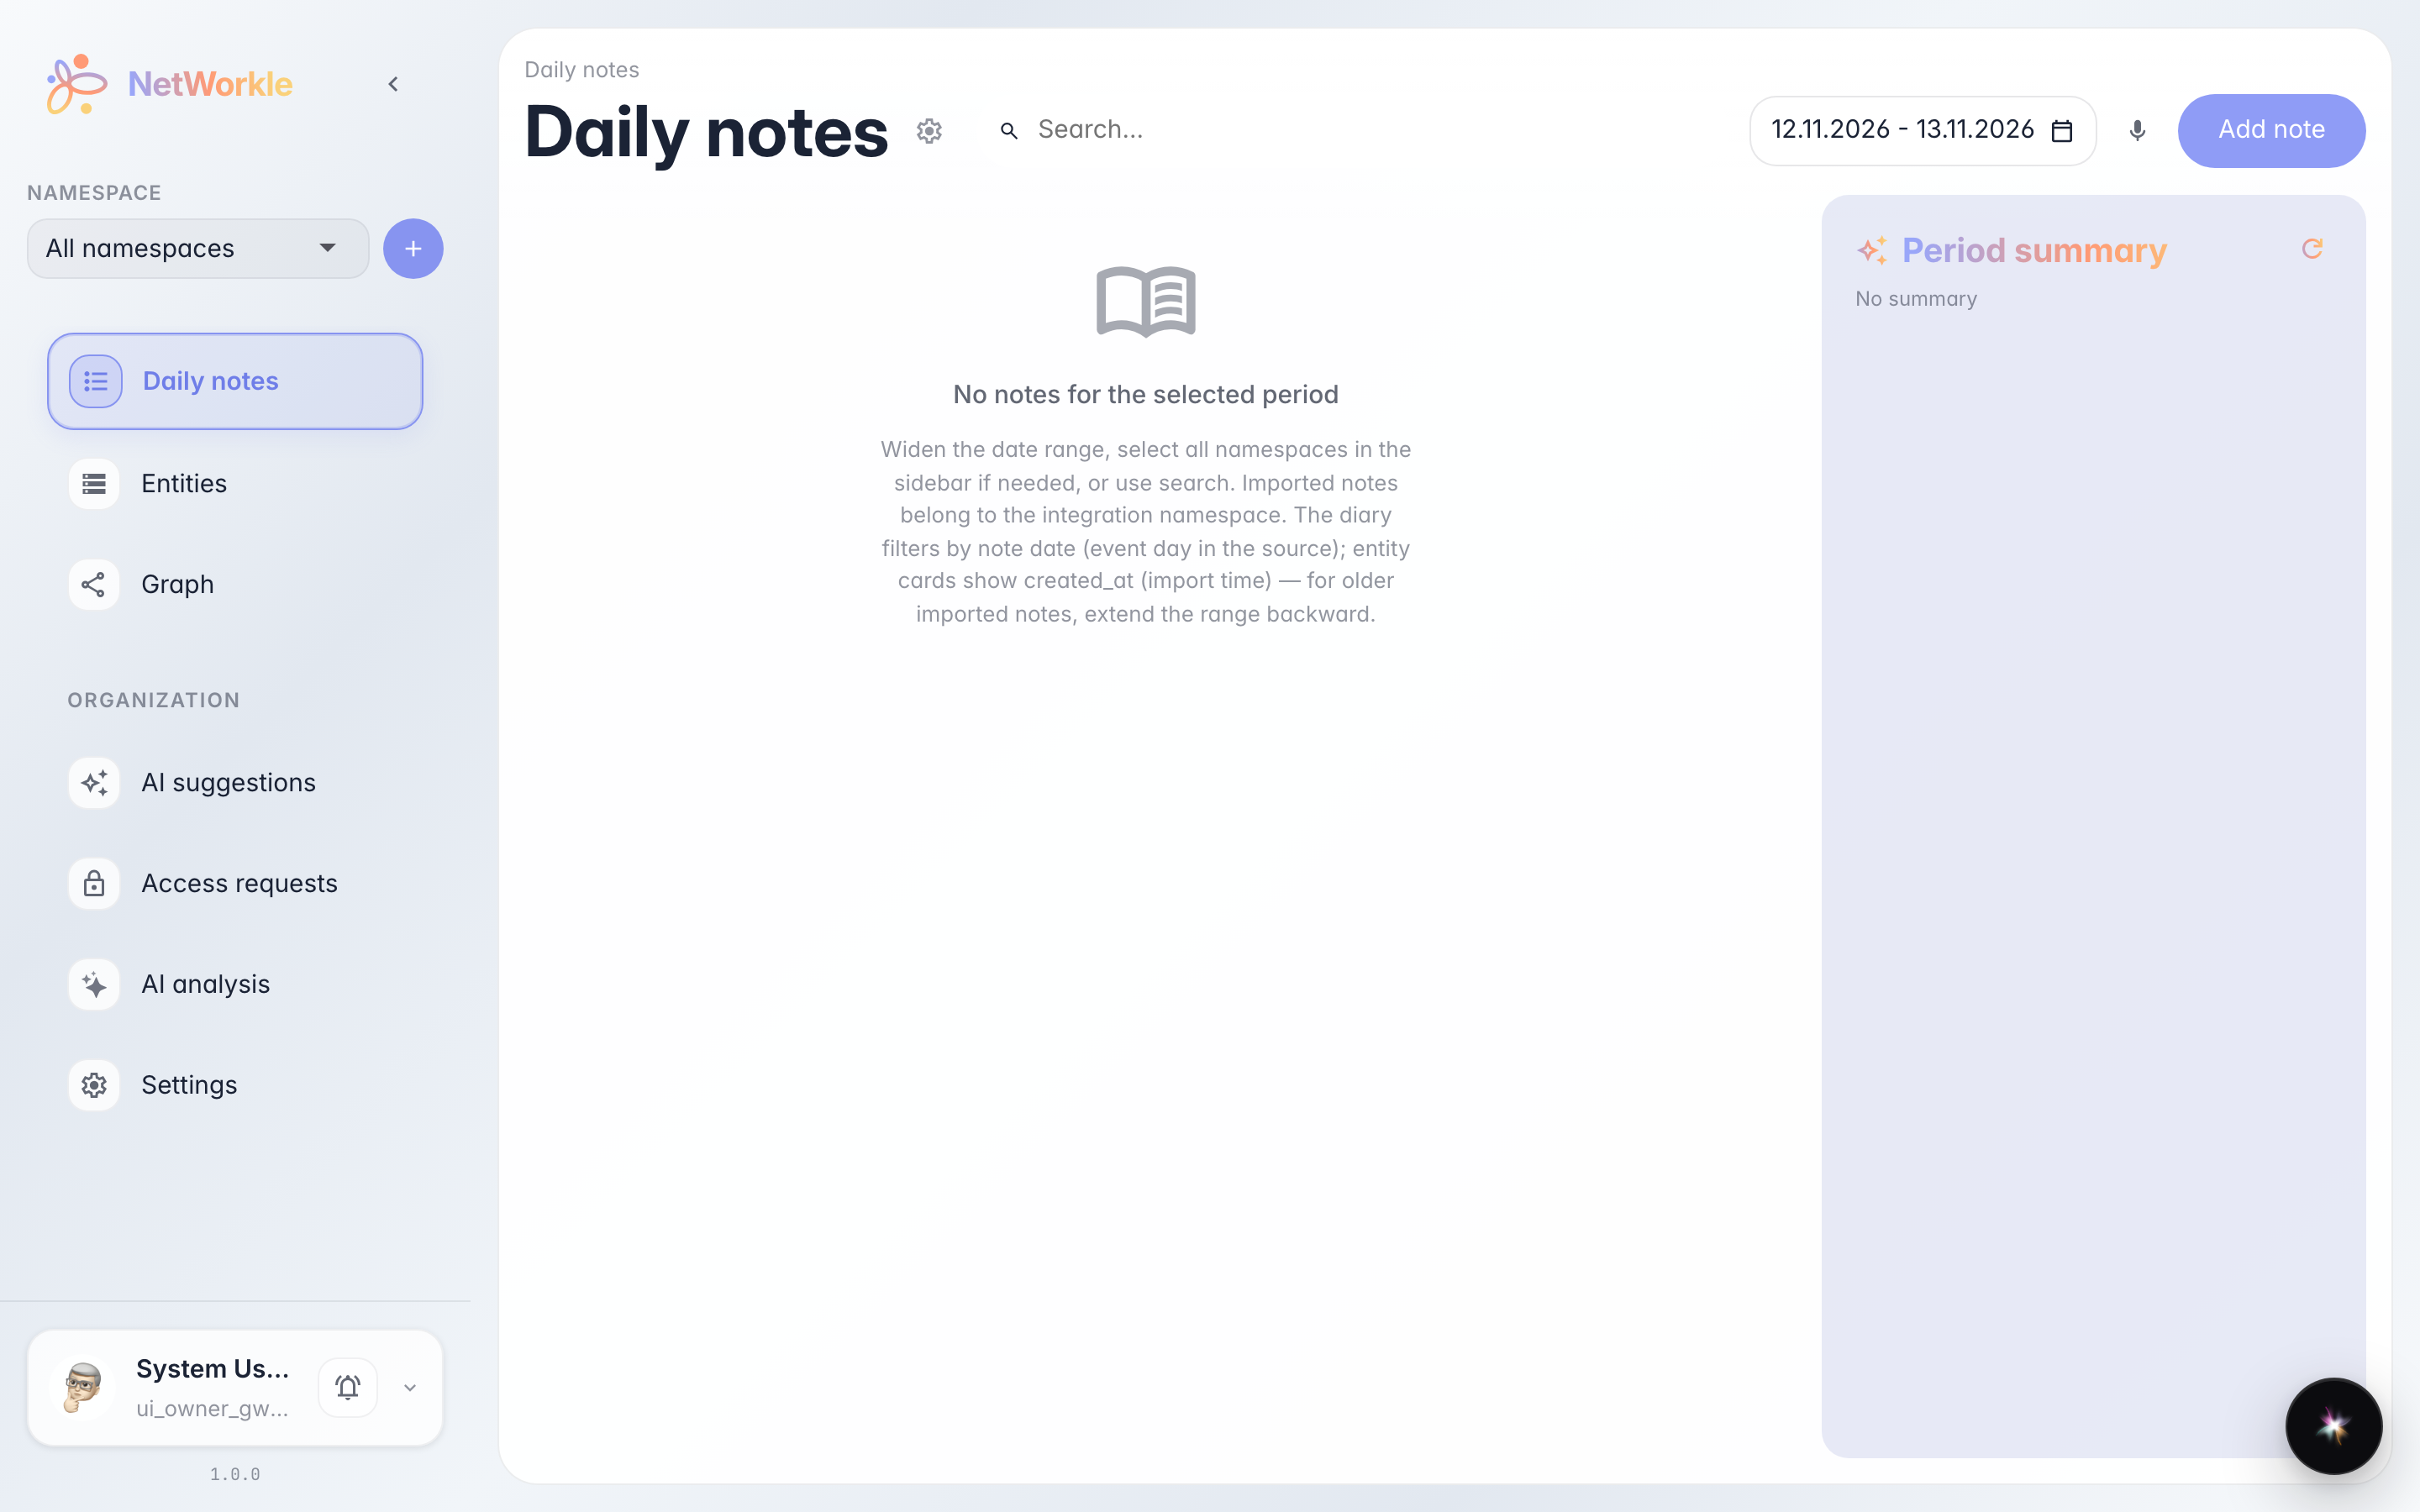 NetWorkle
NAMESPACE
All namespaces
Daily notes
Entities
Graph
ORGANIZATION
AI suggestions
Access requests
AI analysis
Settings
System Us...
ui_owner_gw...
1.0.0
Daily notes
Daily notes
Search...
12.11.2026 - 13.11.2026
Add note
No notes for the selected period
Widen the date range, select all namespaces in the
sidebar if needed, or use search. Imported notes
belong to the integration namespace. The diary
filters by note date (event day in the source); entity
cards show created_at (import time) — for older
imported notes, extend the range backward.
Period summary
No summary